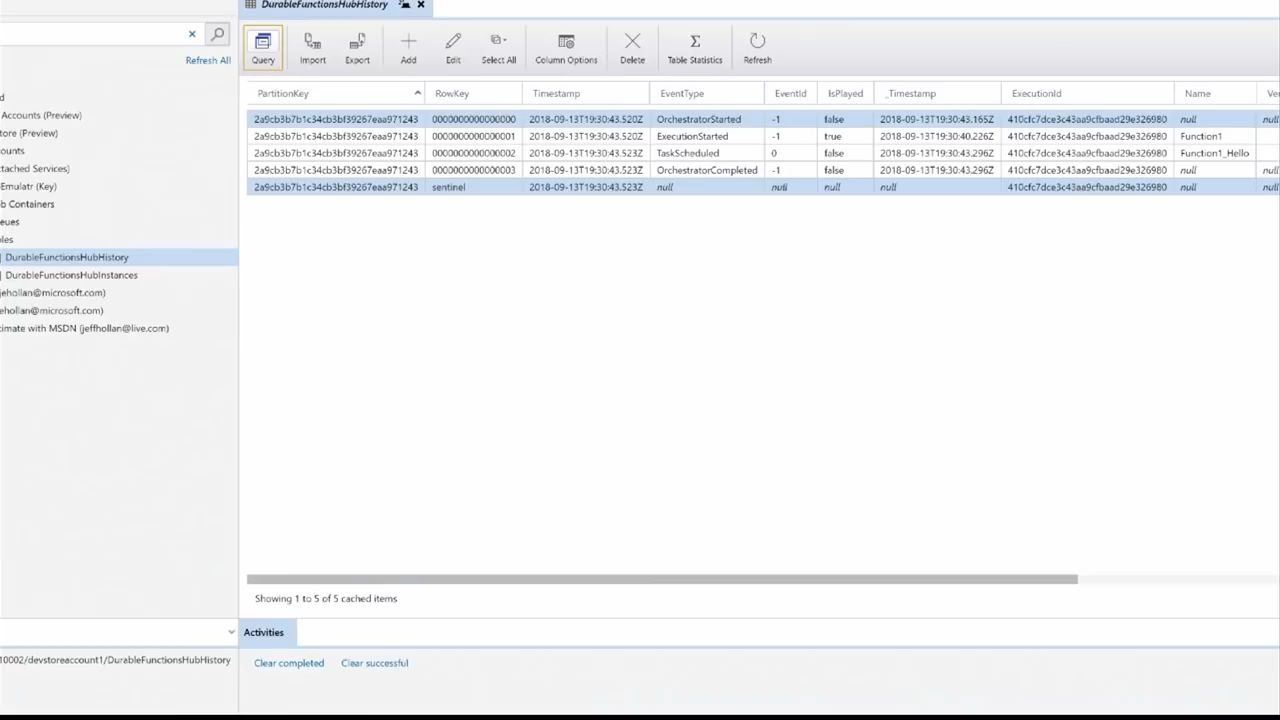 DurableFunctionsHubHistory
Refresh All
Query Import Export Add Edit Select All Column Options Delete Table Statistics Refresh
PartitionKey RowKey Timestamp EventType EventId IsPlayed _Timestamp ExecutionId Name Ver
2a9cb3b7b1c34cb3bf39267eaa971243 0000000000000000 2018-09-13T19:30:43.520Z OrchestratorStarted -1 false 2018-09-13T19:30:43.165Z 410cfc7dce3c43aa9cfbaad29e326980 null null
2a9cb3b7b1c34cb3bf39267eaa971243 0000000000000001 2018-09-13T19:30:43.520Z ExecutionStarted -1 true 2018-09-13T19:30:40.226Z 410cfc7dce3c43aa9cfbaad29e326980 Function1
2a9cb3b7b1c34cb3bf39267eaa971243 0000000000000002 2018-09-13T19:30:43.523Z TaskScheduled 0 false 2018-09-13T19:30:43.296Z 410cfc7dce3c43aa9cfbaad29e326980 Function1_Hello
2a9cb3b7b1c34cb3bf39267eaa971243 0000000000000003 2018-09-13T19:30:43.523Z OrchestratorCompleted -1 false 2018-09-13T19:30:43.296Z 410cfc7dce3c43aa9cfbaad29e326980 null null
2a9cb3b7b1c34cb3bf39267eaa971243 sentinel 2018-09-13T19:30:43.523Z null null null null 410cfc7dce3c43aa9cfbaad29e326980 null null
d
Accounts (Preview)
tore (Preview)
counts
tached Services)
Emulatr (Key)
b Containers
eues
les
DurableFunctionsHubHistory
DurableFunctionsHubInstances
jehollan@microsoft.com)
ehollan@microsoft.com)
timate with MSDN (jeffhollan@live.com)
Showing 1 to 5 of 5 cached items
Activities
10002/devstoreaccount1/DurableFunctionsHubHistory
Clear completed Clear successful